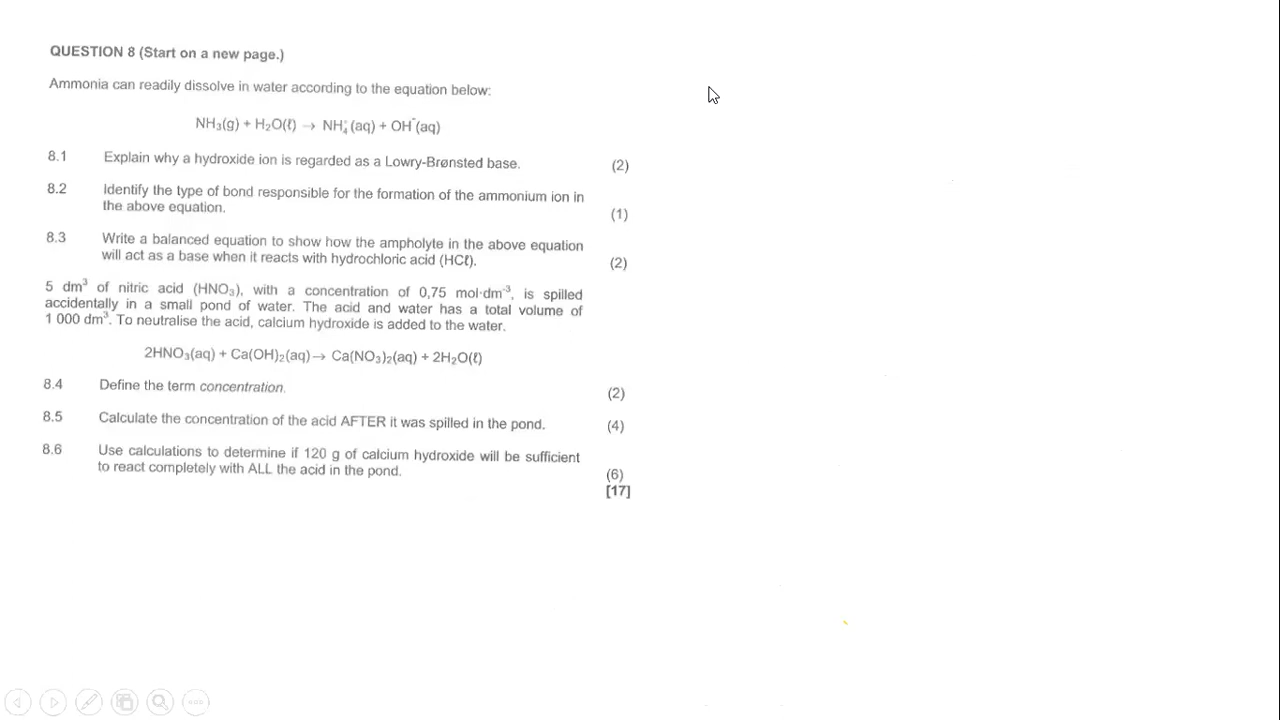 QUESTION 8 (Start on a new page.)
Ammonia can readily dissolve in water according to the equation below:
NH₃(g) + H₂O(ℓ) → NH₄⁺(aq) + OH⁻(aq)
8.1 Explain why a hydroxide ion is regarded as a Lowry-Brønsted base. (2)
8.2 Identify the type of bond responsible for the formation of the ammonium ion in
the above equation. (1)
8.3 Write a balanced equation to show how the ampholyte in the above equation
will act as a base when it reacts with hydrochloric acid (HCℓ). (2)
5 dm³ of nitric acid (HNO₃), with a concentration of 0,75 mol·dm⁻³, is spilled
accidentally in a small pond of water. The acid and water has a total volume of
1 000 dm³. To neutralise the acid, calcium hydroxide is added to the water.
2HNO₃(aq) + Ca(OH)₂(aq) → Ca(NO₃)₂(aq) + 2H₂O(ℓ)
8.4 Define the term concentration. (2)
8.5 Calculate the concentration of the acid AFTER it was spilled in the pond. (4)
8.6 Use calculations to determine if 120 g of calcium hydroxide will be sufficient
to react completely with ALL the acid in the pond. (6)
[17]